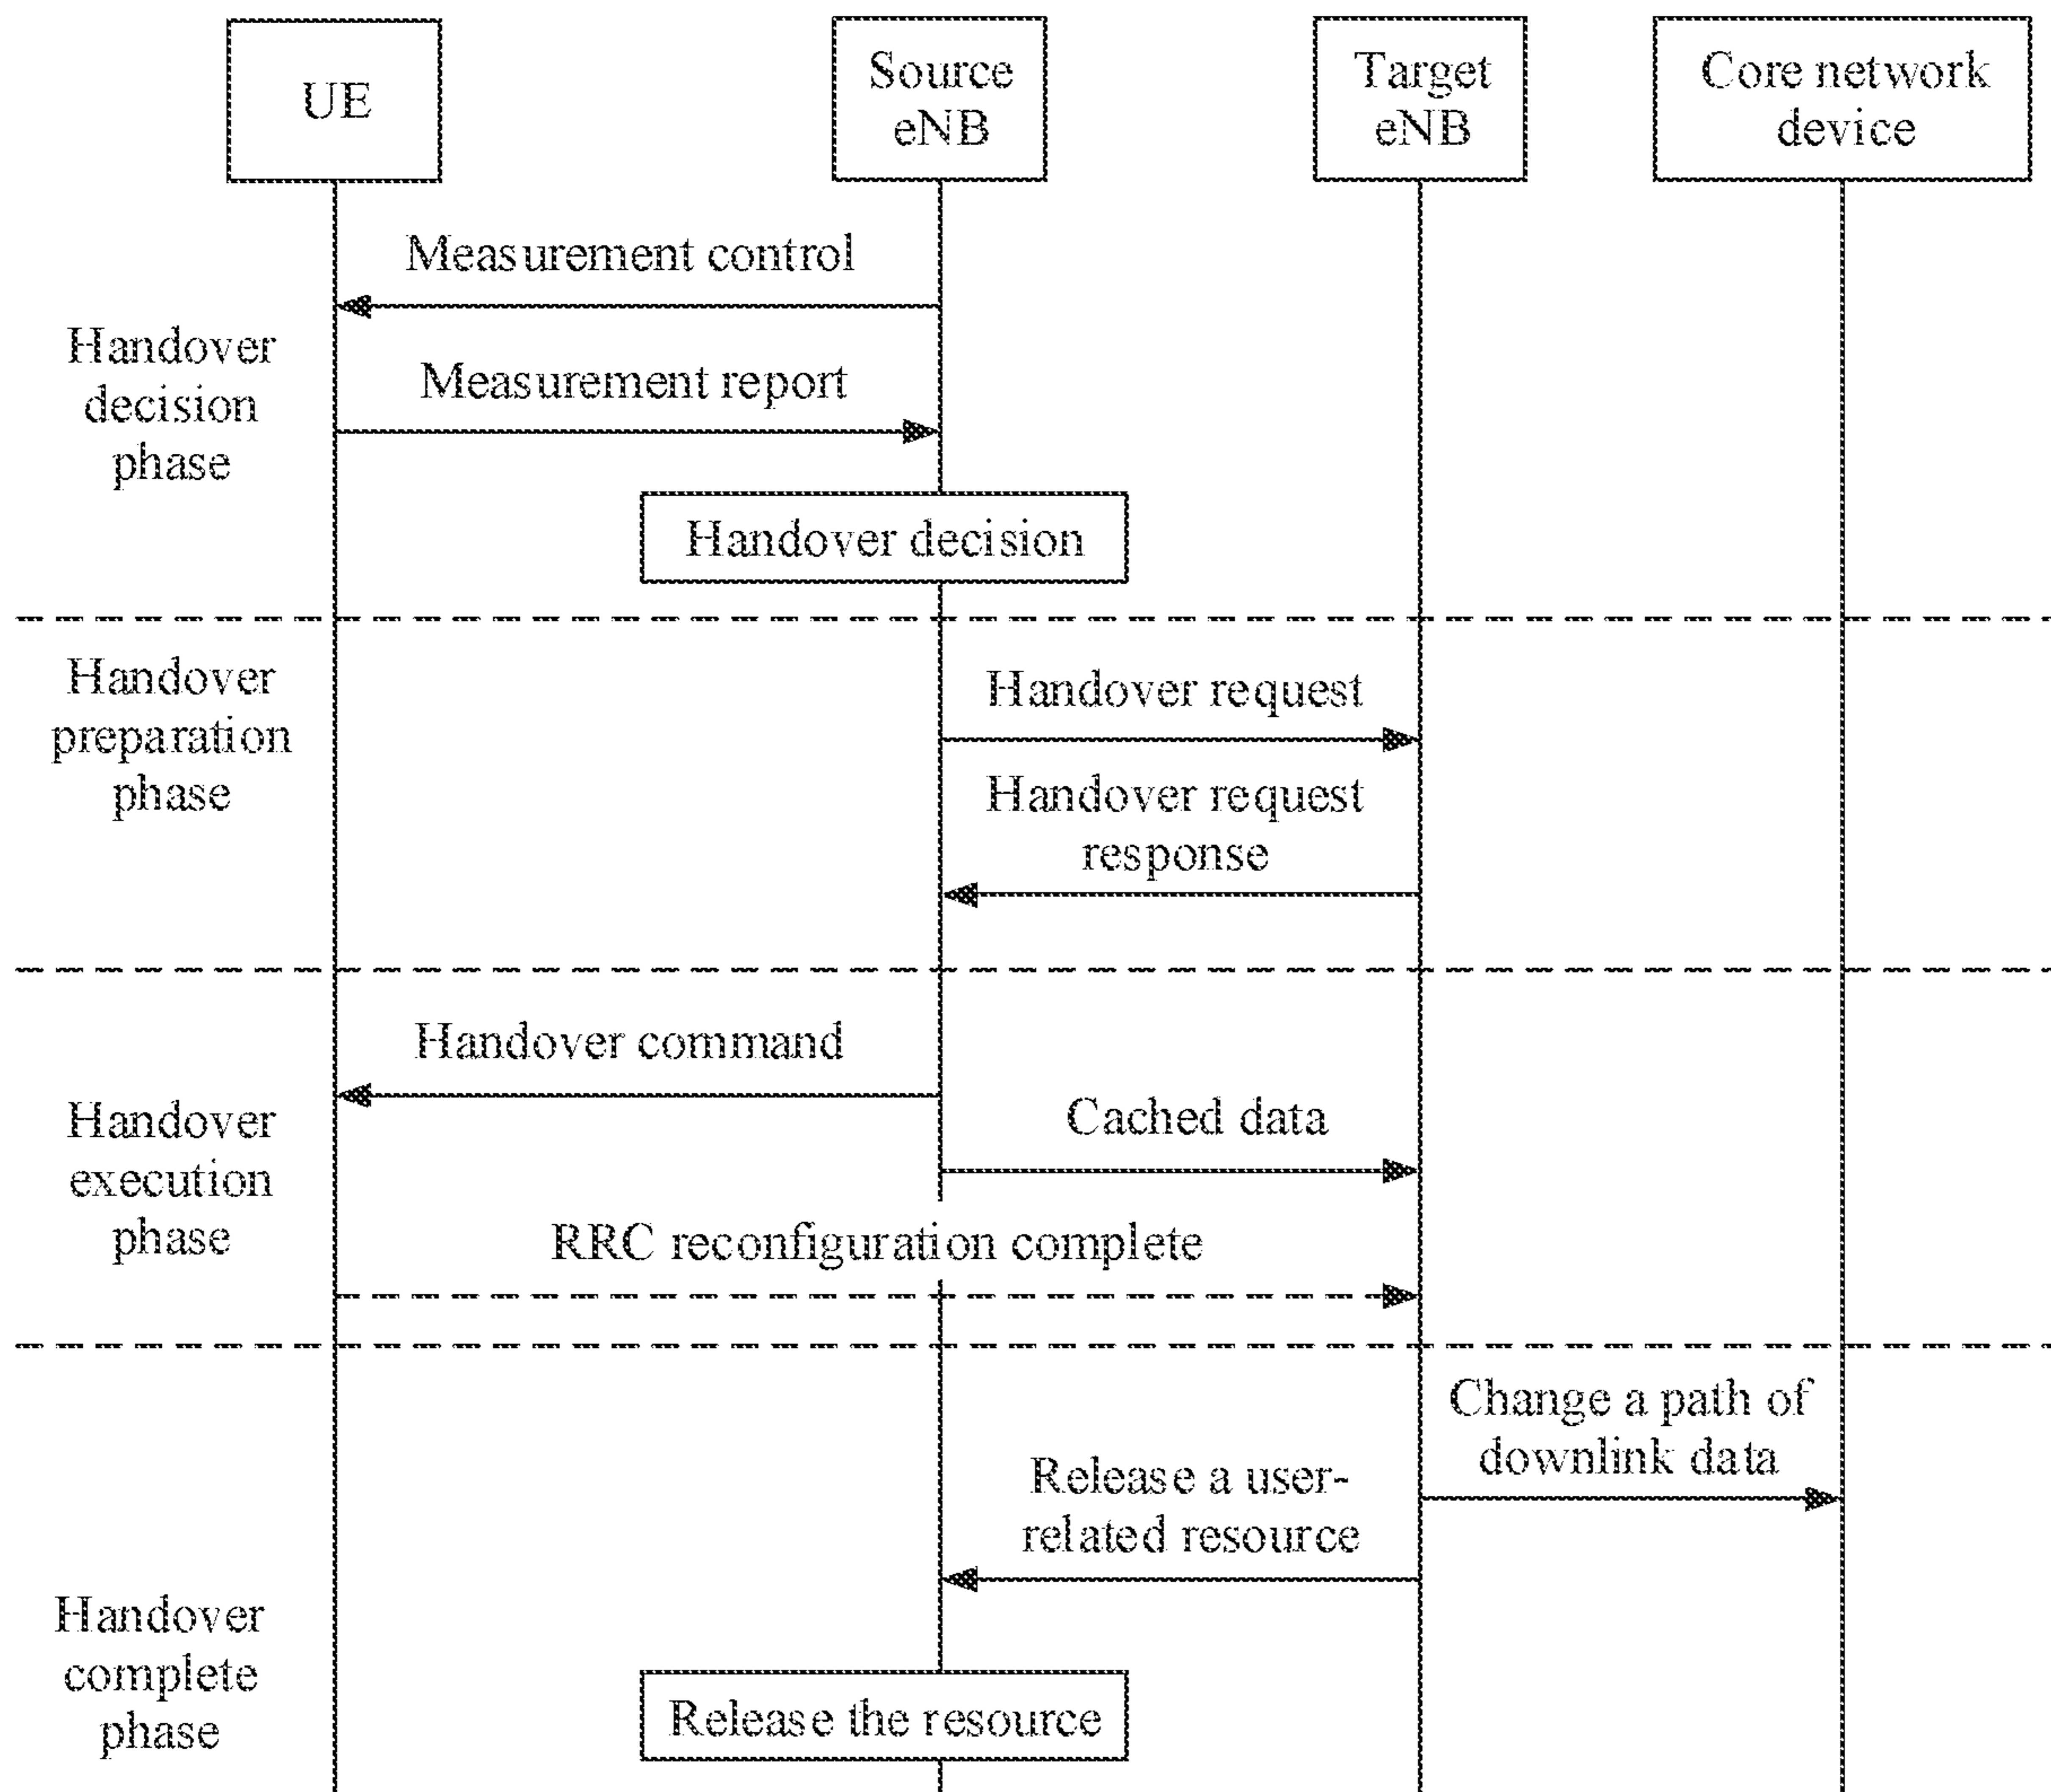 UE
Source
eNB
Target
eNB
Core network
device
Measurement control
Handover
decision
phase
Measurement report
Handover decision
Handover
preparation
phase
Handover request
Handover request
response
Handover command
Handover
execution
phase
Cached data
RRC reconfiguration complete
Change a path of
downlink data
Release a user-
related resource
Handover
complete
phase
Release the resource